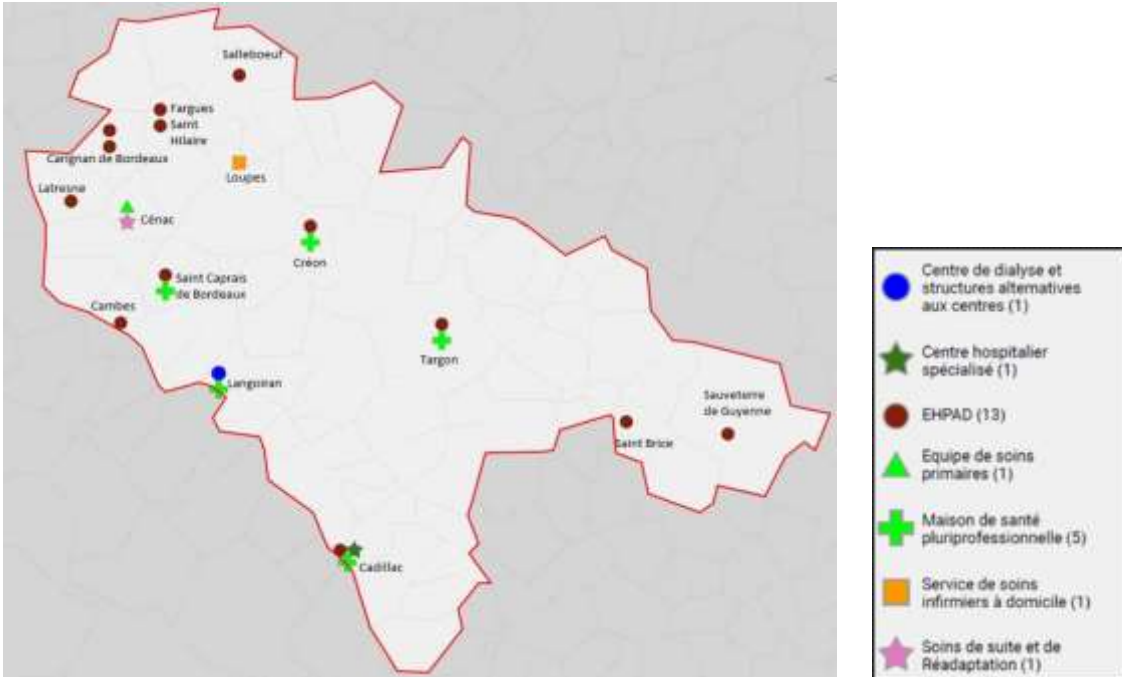 Salleboeuf
Fargues
Saint
Hilaire
Carignan de Bordeaux
Loupes
Latresne
Cénac
Créon
Saint Caprais
de Bordeaux
Cambes
Targon
Langoiran
Sauveterre
de Guyenne
Saint Brice
Cadillac
Centre de dialyse et
structures alternatives
aux centres (1)
Centre hospitalier
spécialisé (1)
EHPAD (13)
Equipe de soins
primaires (1)
Maison de santé
pluriprofessionnelle (5)
Service de soins
infirmiers à domicile (1)
Soins de suite et de
Réadaptation (1)